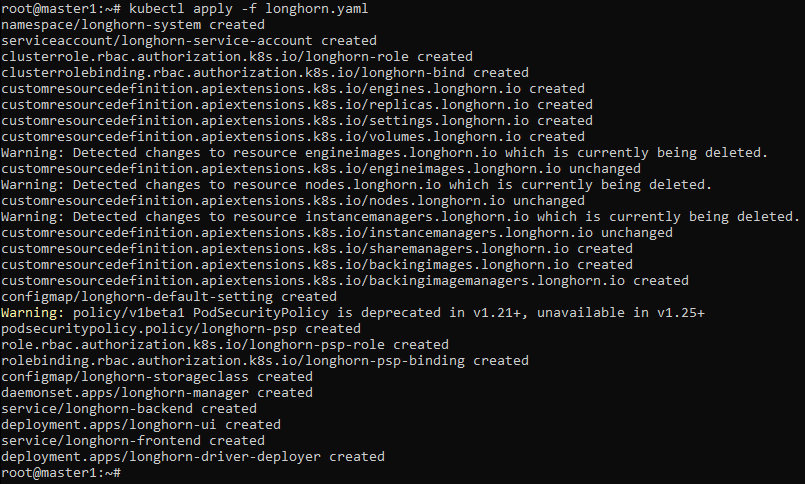 root@master1:~# kubectl apply -f longhorn.yaml
namespace/longhorn-system created
serviceaccount/longhorn-service-account created
clusterrole.rbac.authorization.k8s.io/longhorn-role created
clusterrolebinding.rbac.authorization.k8s.io/longhorn-bind created
customresourcedefinition.apiextensions.k8s.io/engines.longhorn.io created
customresourcedefinition.apiextensions.k8s.io/replicas.longhorn.io created
customresourcedefinition.apiextensions.k8s.io/settings.longhorn.io created
customresourcedefinition.apiextensions.k8s.io/volumes.longhorn.io created
Warning: Detected changes to resource engineimages.longhorn.io which is currently being deleted.
customresourcedefinition.apiextensions.k8s.io/engineimages.longhorn.io unchanged
Warning: Detected changes to resource nodes.longhorn.io which is currently being deleted.
customresourcedefinition.apiextensions.k8s.io/nodes.longhorn.io unchanged
Warning: Detected changes to resource instancemanagers.longhorn.io which is currently being deleted.
customresourcedefinition.apiextensions.k8s.io/instancemanagers.longhorn.io unchanged
customresourcedefinition.apiextensions.k8s.io/sharemanagers.longhorn.io created
customresourcedefinition.apiextensions.k8s.io/backingimages.longhorn.io created
customresourcedefinition.apiextensions.k8s.io/backingimagemanagers.longhorn.io created
configmap/longhorn-default-setting created
Warning: policy/v1beta1 PodSecurityPolicy is deprecated in v1.21+, unavailable in v1.25+
podsecuritypolicy.policy/longhorn-psp created
role.rbac.authorization.k8s.io/longhorn-psp-role created
rolebinding.rbac.authorization.k8s.io/longhorn-psp-binding created
configmap/longhorn-storageclass created
daemonset.apps/longhorn-manager created
service/longhorn-backend created
deployment.apps/longhorn-ui created
service/longhorn-frontend created
deployment.apps/longhorn-driver-deployer created
root@master1:~#